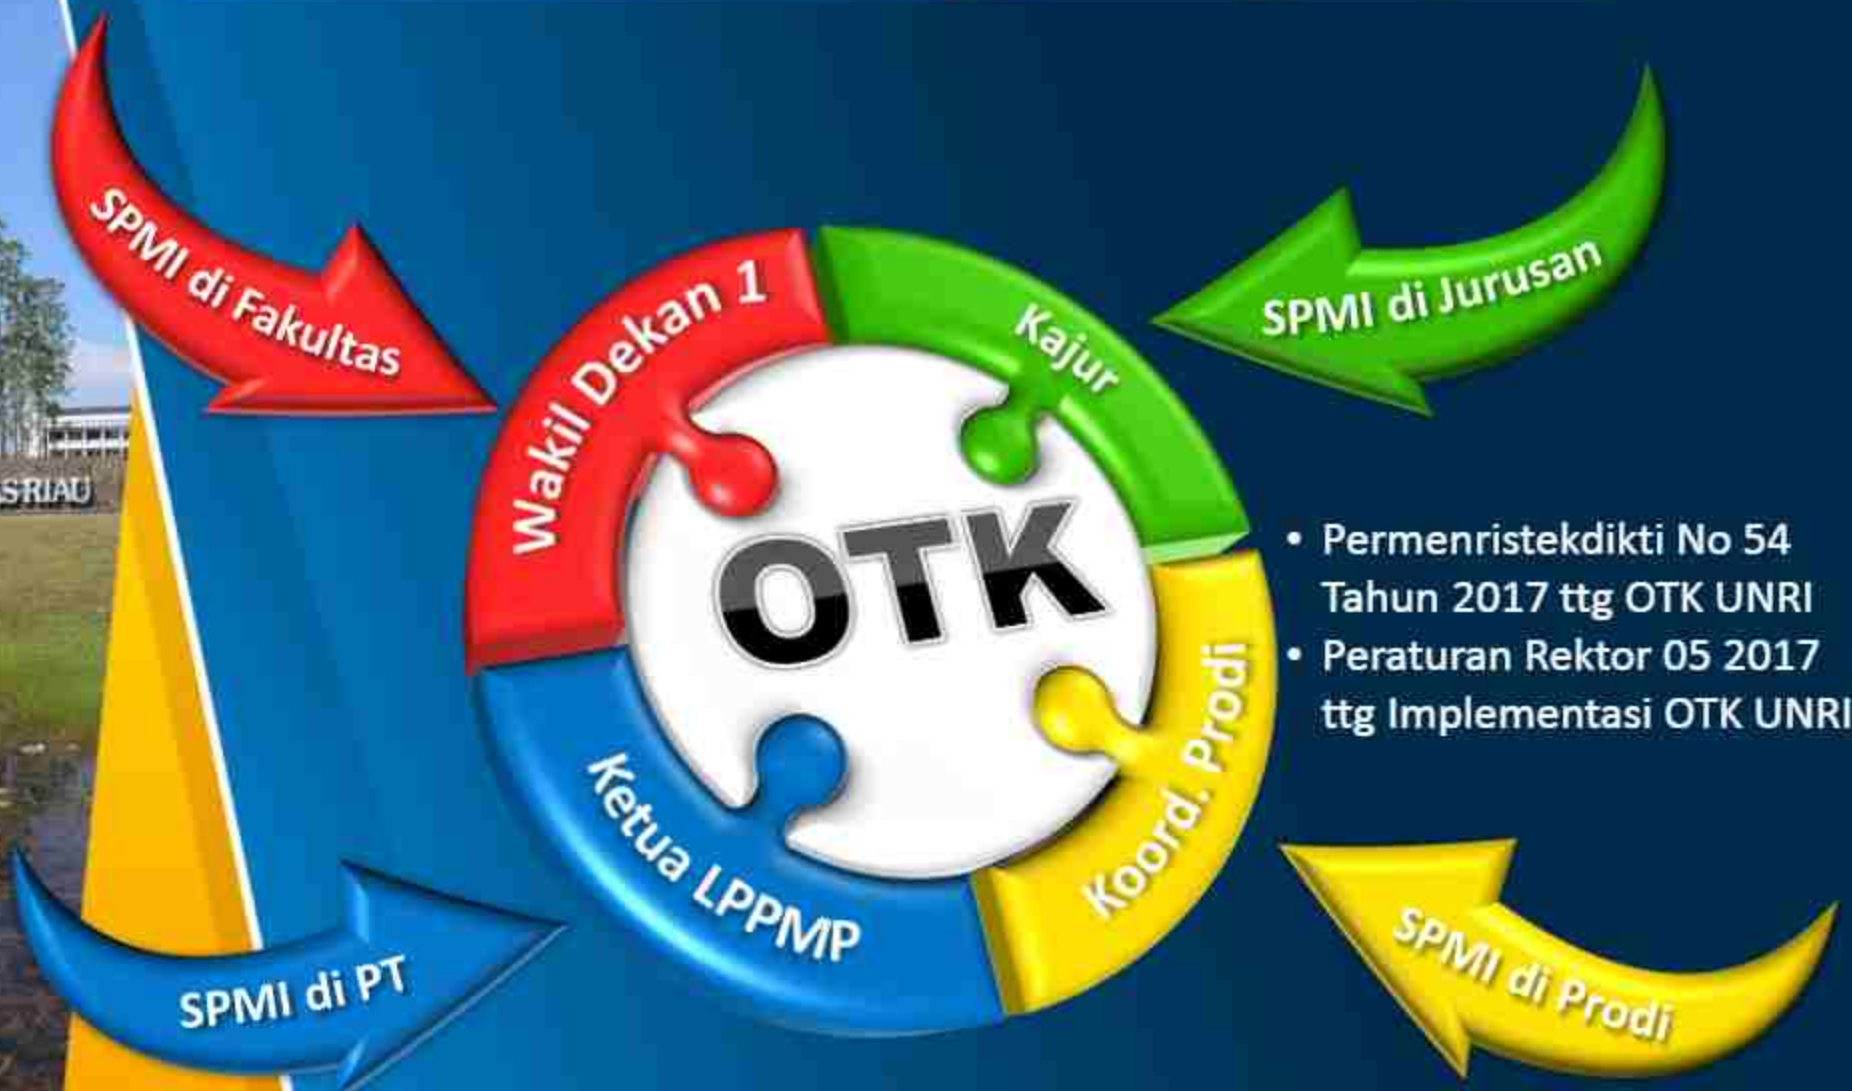 SPMI di Fakultas
SPMI di Jurusan
Wakil Dekan 1
Kajur
OTK
Ketua LPPMP
Koord. Prodi
• Permenristekdikti No 54
Tahun 2017 ttg OTK UNRI
• Peraturan Rektor 05 2017
ttg Implementasi OTK UNRI
SPMI di PT
SPMI di Prodi